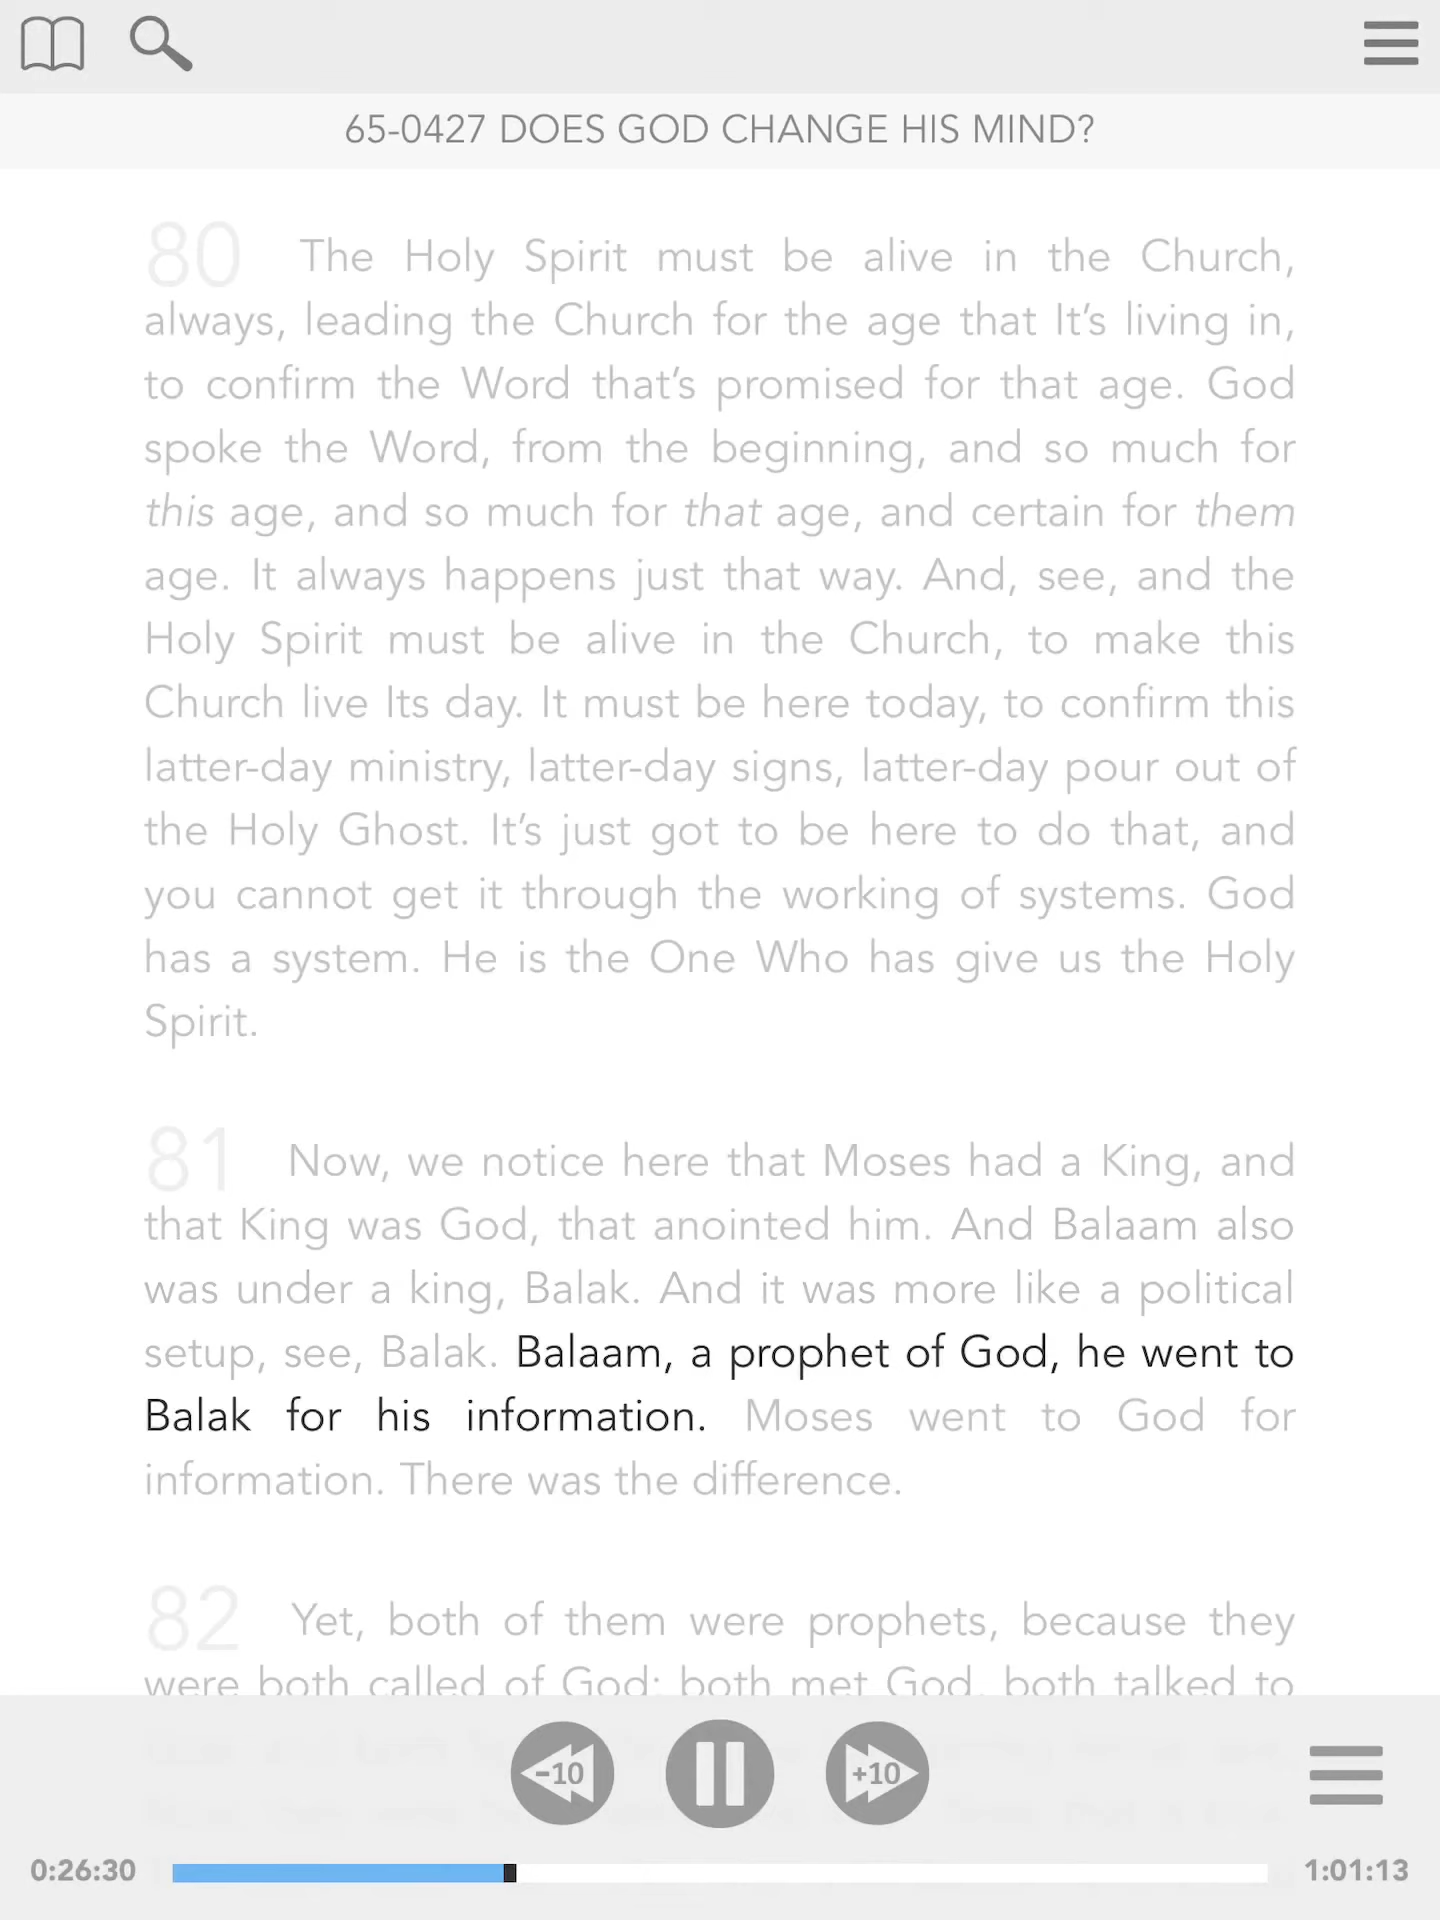 65-0427 DOES GOD CHANGE HIS MIND?
80 The Holy Spirit must be alive in the Church,
always, leading the Church for the age that It’s living in,
to confirm the Word that’s promised for that age. God
spoke the Word, from the beginning, and so much for
this age, and so much for that age, and certain for them
age. It always happens just that way. And, see, and the
Holy Spirit must be alive in the Church, to make this
Church live Its day. It must be here today, to confirm this
latter-day ministry, latter-day signs, latter-day pour out of
the Holy Ghost. It’s just got to be here to do that, and
you cannot get it through the working of systems. God
has a system. He is the One Who has give us the Holy
Spirit.
81 Now, we notice here that Moses had a King, and
that King was God, that anointed him. And Balaam also
was under a king, Balak. And it was more like a political
setup, see, Balak. Balaam, a prophet of God, he went to
Balak for his information. Moses went to God for
information. There was the difference.
82 Yet, both of them were prophets, because they
were both called of God; both met God, both talked to
-10 +10
0:26:30 1:01:13